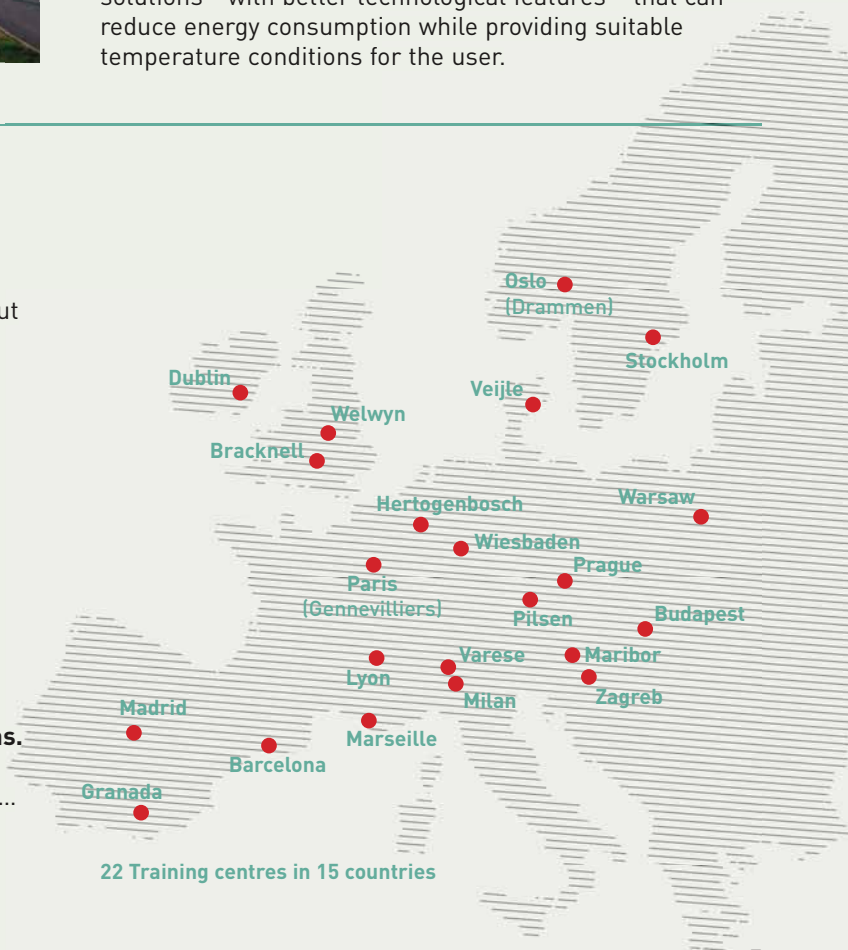 solutions - with better technological features - that can
reduce energy consumption while providing suitable
temperature conditions for the user.
ut
Oslo
(Drammen)
Stockholm
Dublin
Veijle
Welwyn
Bracknell
Hertogenbosch
Warsaw
Wiesbaden
Prague
Paris
(Gennevilliers)
Pilsen
Budapest
Varese
Maribor
Lyon
Milan
Zagreb
Madrid
ns.
Marseille
Barcelona
Granada
...
22 Training centres in 15 countries